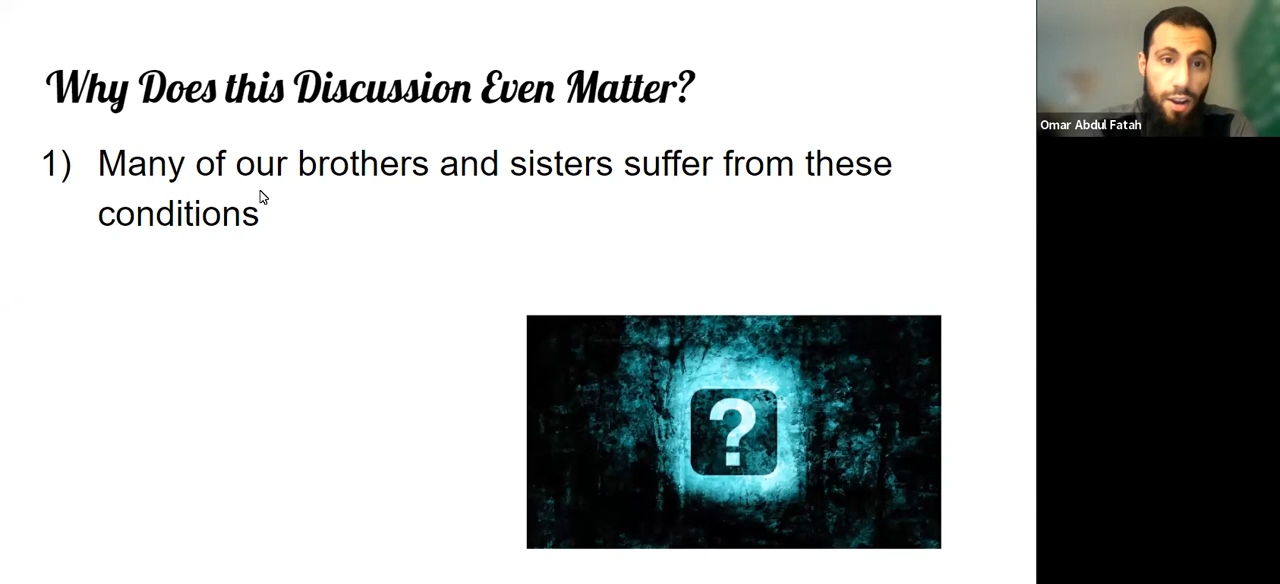 Why Does this Discussion Even Matter?
1) Many of our brothers and sisters suffer from these
conditions
?
Omar Abdul Fatah